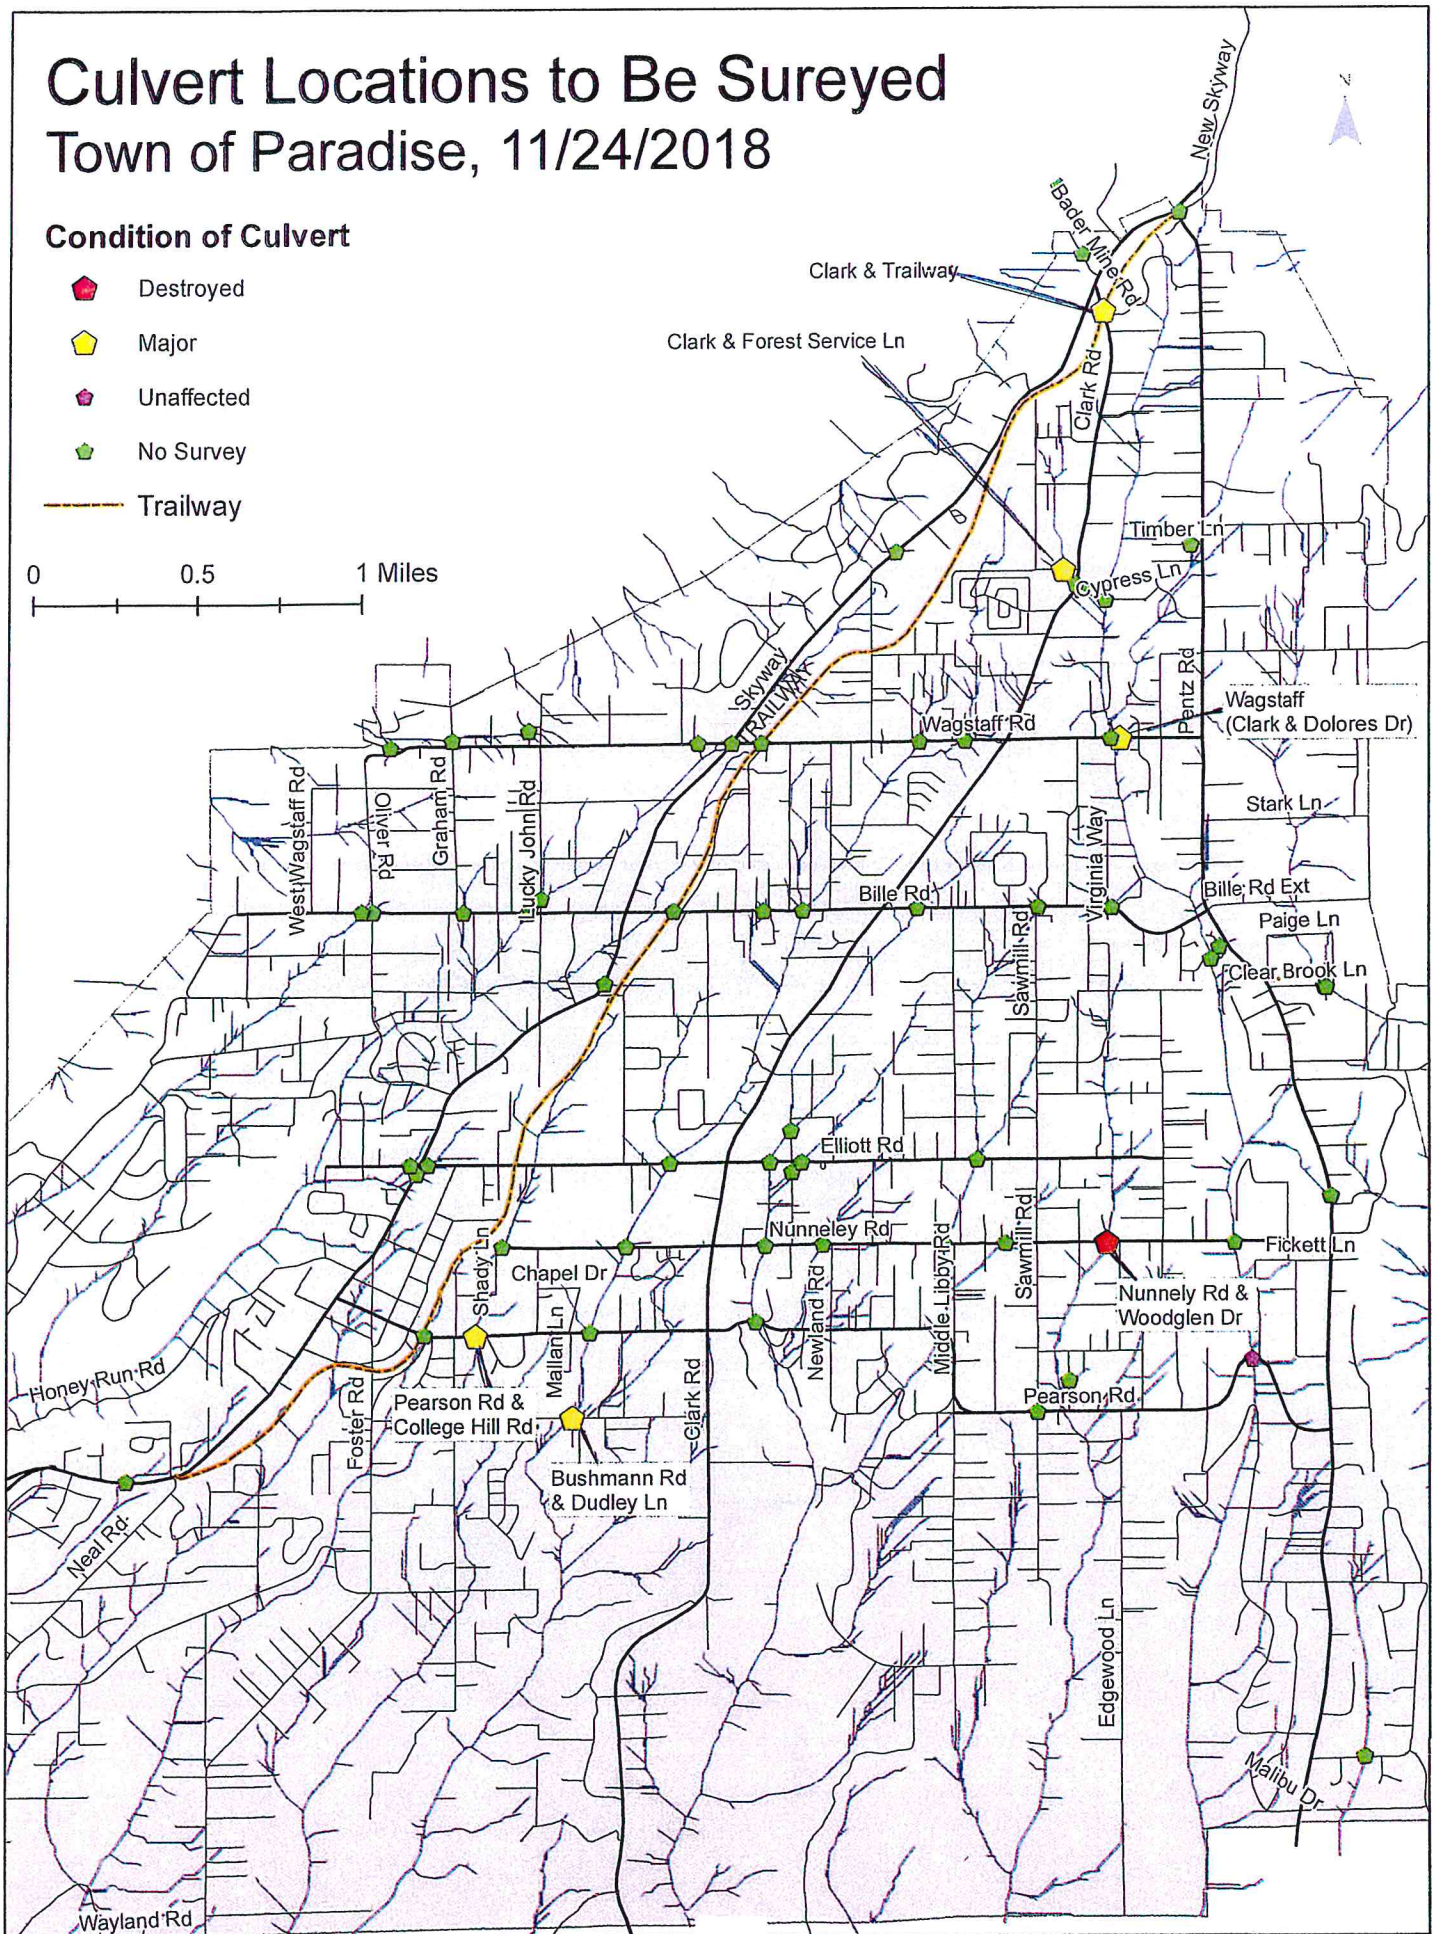 Culvert Locations to Be Sureyed
Town of Paradise, 11/24/2018
Condition of Culvert
Destroyed
Major
Unaffected
No Survey
Trailway
0 0.5 1 Miles
N
New Skyway
Bader Mine Rd
Clark & Trailway
Clark & Forest Service Ln
Clark Rd
Timber Ln
Cypress Ln
Skyway
TRAILWAY
Pentz Rd
Wagstaff Rd
Wagstaff
(Clark & Dolores Dr)
West Wagstaff Rd
Oliver Rd
Graham Rd
Lucky John Rd
Virginia Way
Stark Ln
Bille Rd
Bille Rd Ext
Paige Ln
Sawmill Rd
Clear Brook Ln
Elliott Rd
Nunneley Rd
Fickett Ln
Shady Ln
Chapel Dr
Mallan Ln
Newland Rd
Middle Libby Rd
Sawmill Rd
Nunnely Rd &
Woodglen Dr
Honey Run Rd
Foster Rd
Pearson Rd &
College Hill Rd
Clark Rd
Pearson Rd
Bushmann Rd
& Dudley Ln
Neal Rd
Edgewood Ln
Malibu Dr
Wayland Rd